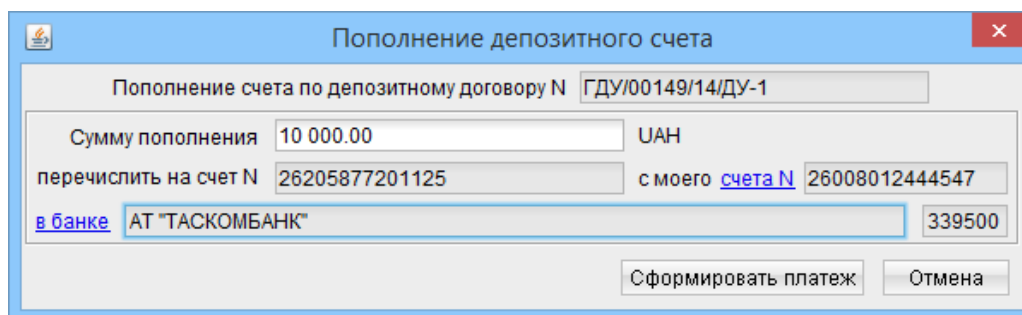 Пополнение депозитного счета
Пополнение счета по депозитному договору N ГДУ/00149/14/ДУ-1
Сумму пополнения 10 000.00 UAH
перечислить на счет N 26205877201125 с моего счета N 26008012444547
в банке АТ "ТАСКОМБАНК" 339500
Сформировать платеж Отмена